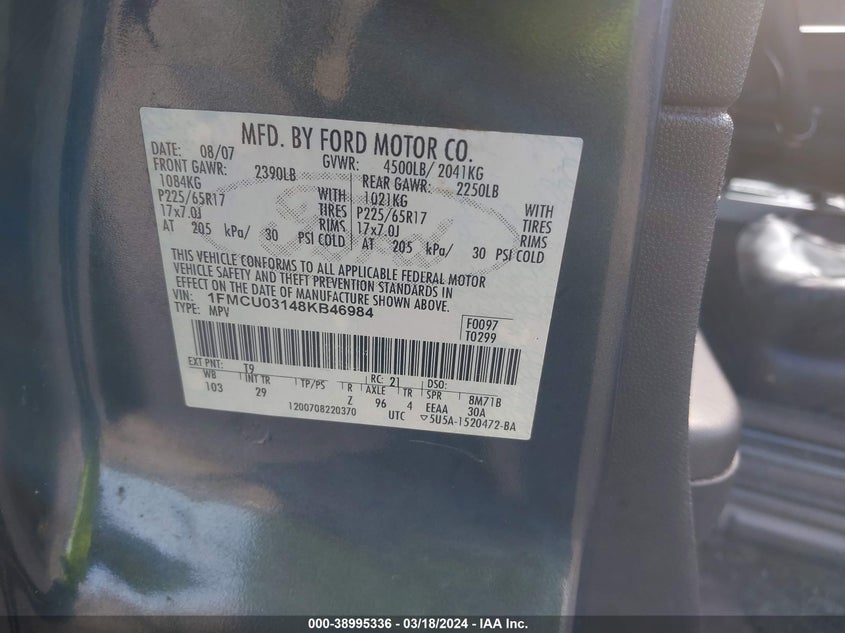 MFD. BY FORD MOTOR CO.
DATE: 08/07 GVWR: 4500LB/ 2041KG
FRONT GAWR: 2390LB REAR GAWR: 2250LB
1084KG WITH 1021KG WITH
P225/65R17 TIRES P225/65R17 TIRES
17x7.0J RIMS 17x7.0J RIMS
AT 205 kPa/ 30 PSI COLD AT 205 kPa/ 30 PSI COLD
THIS VEHICLE CONFORMS TO ALL APPLICABLE FEDERAL MOTOR
VEHICLE SAFETY AND THEFT PREVENTION STANDARDS IN
EFFECT ON THE DATE OF MANUFACTURE SHOWN ABOVE.
VIN: 1FMCU03148KB46984
TYPE: MPV
F0097
T0299
EXT PNT: T9 RC: 21 DSO:
WB INT TR TP/PS R AXLE TR SPR 8M71B
103 29 Z 96 4 EEAA 30A
1200708220370 UTC ▽5U5A-1520472-BA
000-38995336 - 03/18/2024 - IAA Inc.